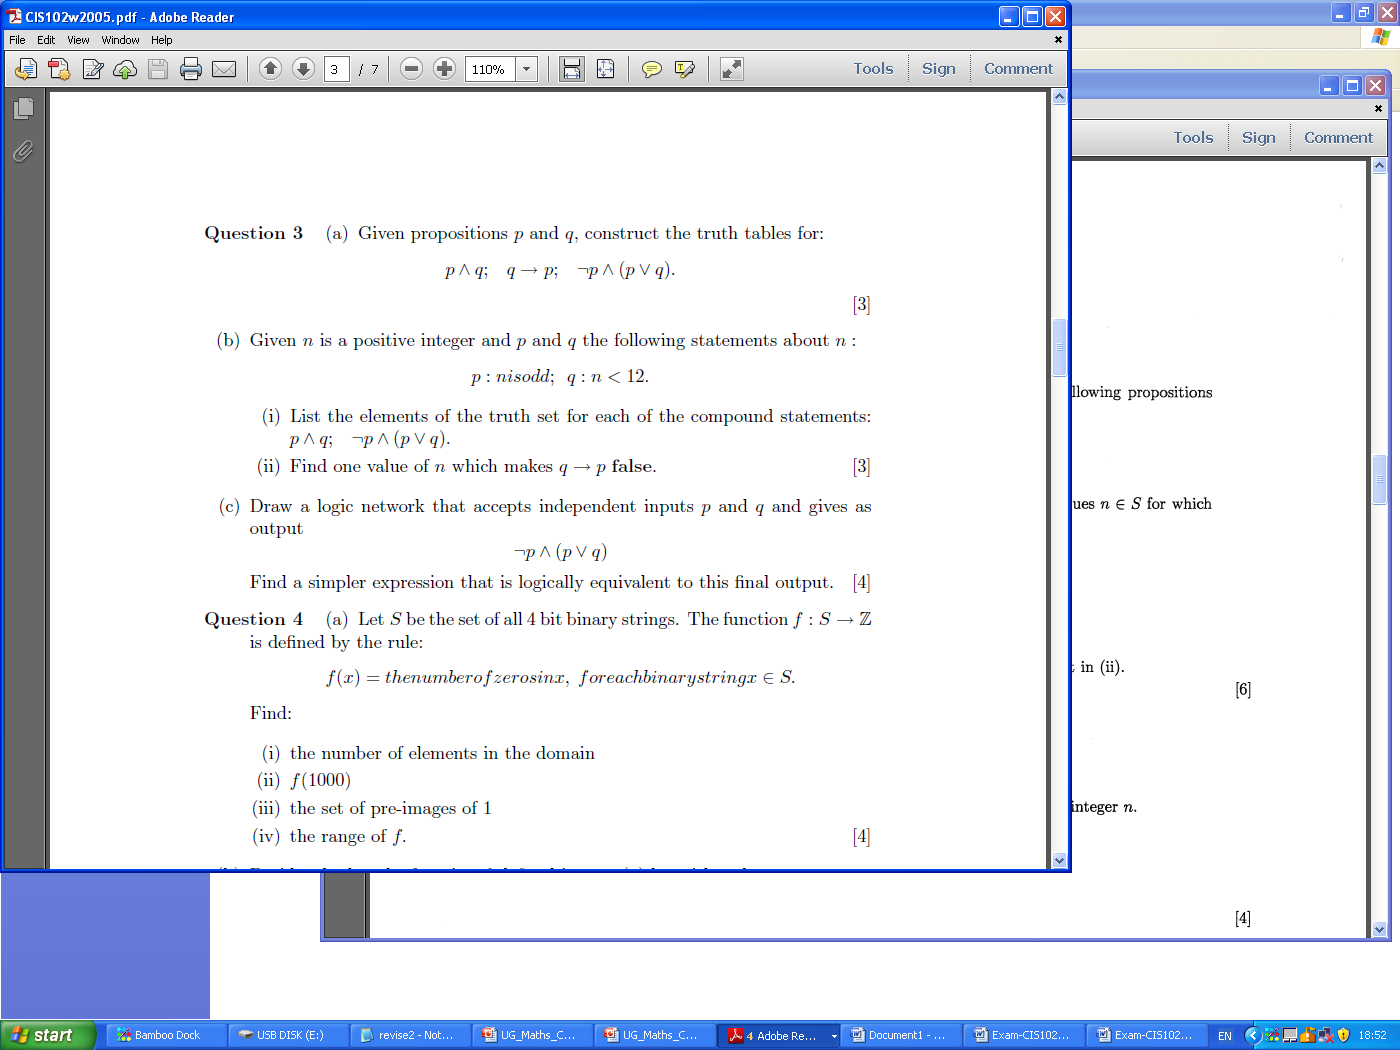 CIS102w2005.pdf - Adobe Reader
File Edit View Window Help
3 / 7 110% Tools Sign Comment
Question 3 (a) Given propositions p and q, construct the truth tables for:
p ∧ q; q → p; ¬p ∧ (p ∨ q).
[3]
(b) Given n is a positive integer and p and q the following statements about n :
p : nisodd; q : n < 12.
(i) List the elements of the truth set for each of the compound statements:
p ∧ q; ¬p ∧ (p ∨ q).
(ii) Find one value of n which makes q → p false. [3]
(c) Draw a logic network that accepts independent inputs p and q and gives as
output
¬p ∧ (p ∨ q)
Find a simpler expression that is logically equivalent to this final output. [4]
Question 4 (a) Let S be the set of all 4 bit binary strings. The function f : S → ℤ
is defined by the rule:
f(x) = thenumberofzerosinx, foreachbinarystringx ∈ S.
Find:
(i) the number of elements in the domain
(ii) f(1000)
(iii) the set of pre-images of 1
(iv) the range of f. [4]
Tools Sign Comment
llowing propositions
ues n ∈ S for which
t in (ii).
[6]
integer n.
[4]
start Bamboo Dock USB DISK (E:) revise2 - Not... UG_Maths_C... UG_Maths_C... 4 Adobe Re... Document1 - ... Exam-CIS102... Exam-CIS102... EN 18:52